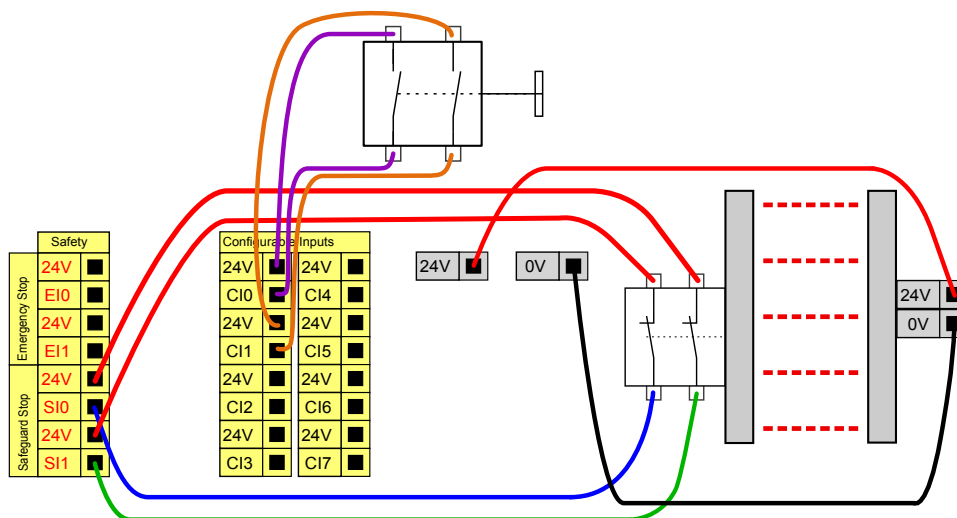 Safety
Emergency Stop
24V
EI0
24V
EI1
Safeguard Stop
24V
SI0
24V
SI1
Configurable Inputs
24V 24V
CI0 CI4
24V 24V
CI1 CI5
24V 24V
CI2 CI6
24V 24V
CI3 CI7
24V
0V
24V
0V